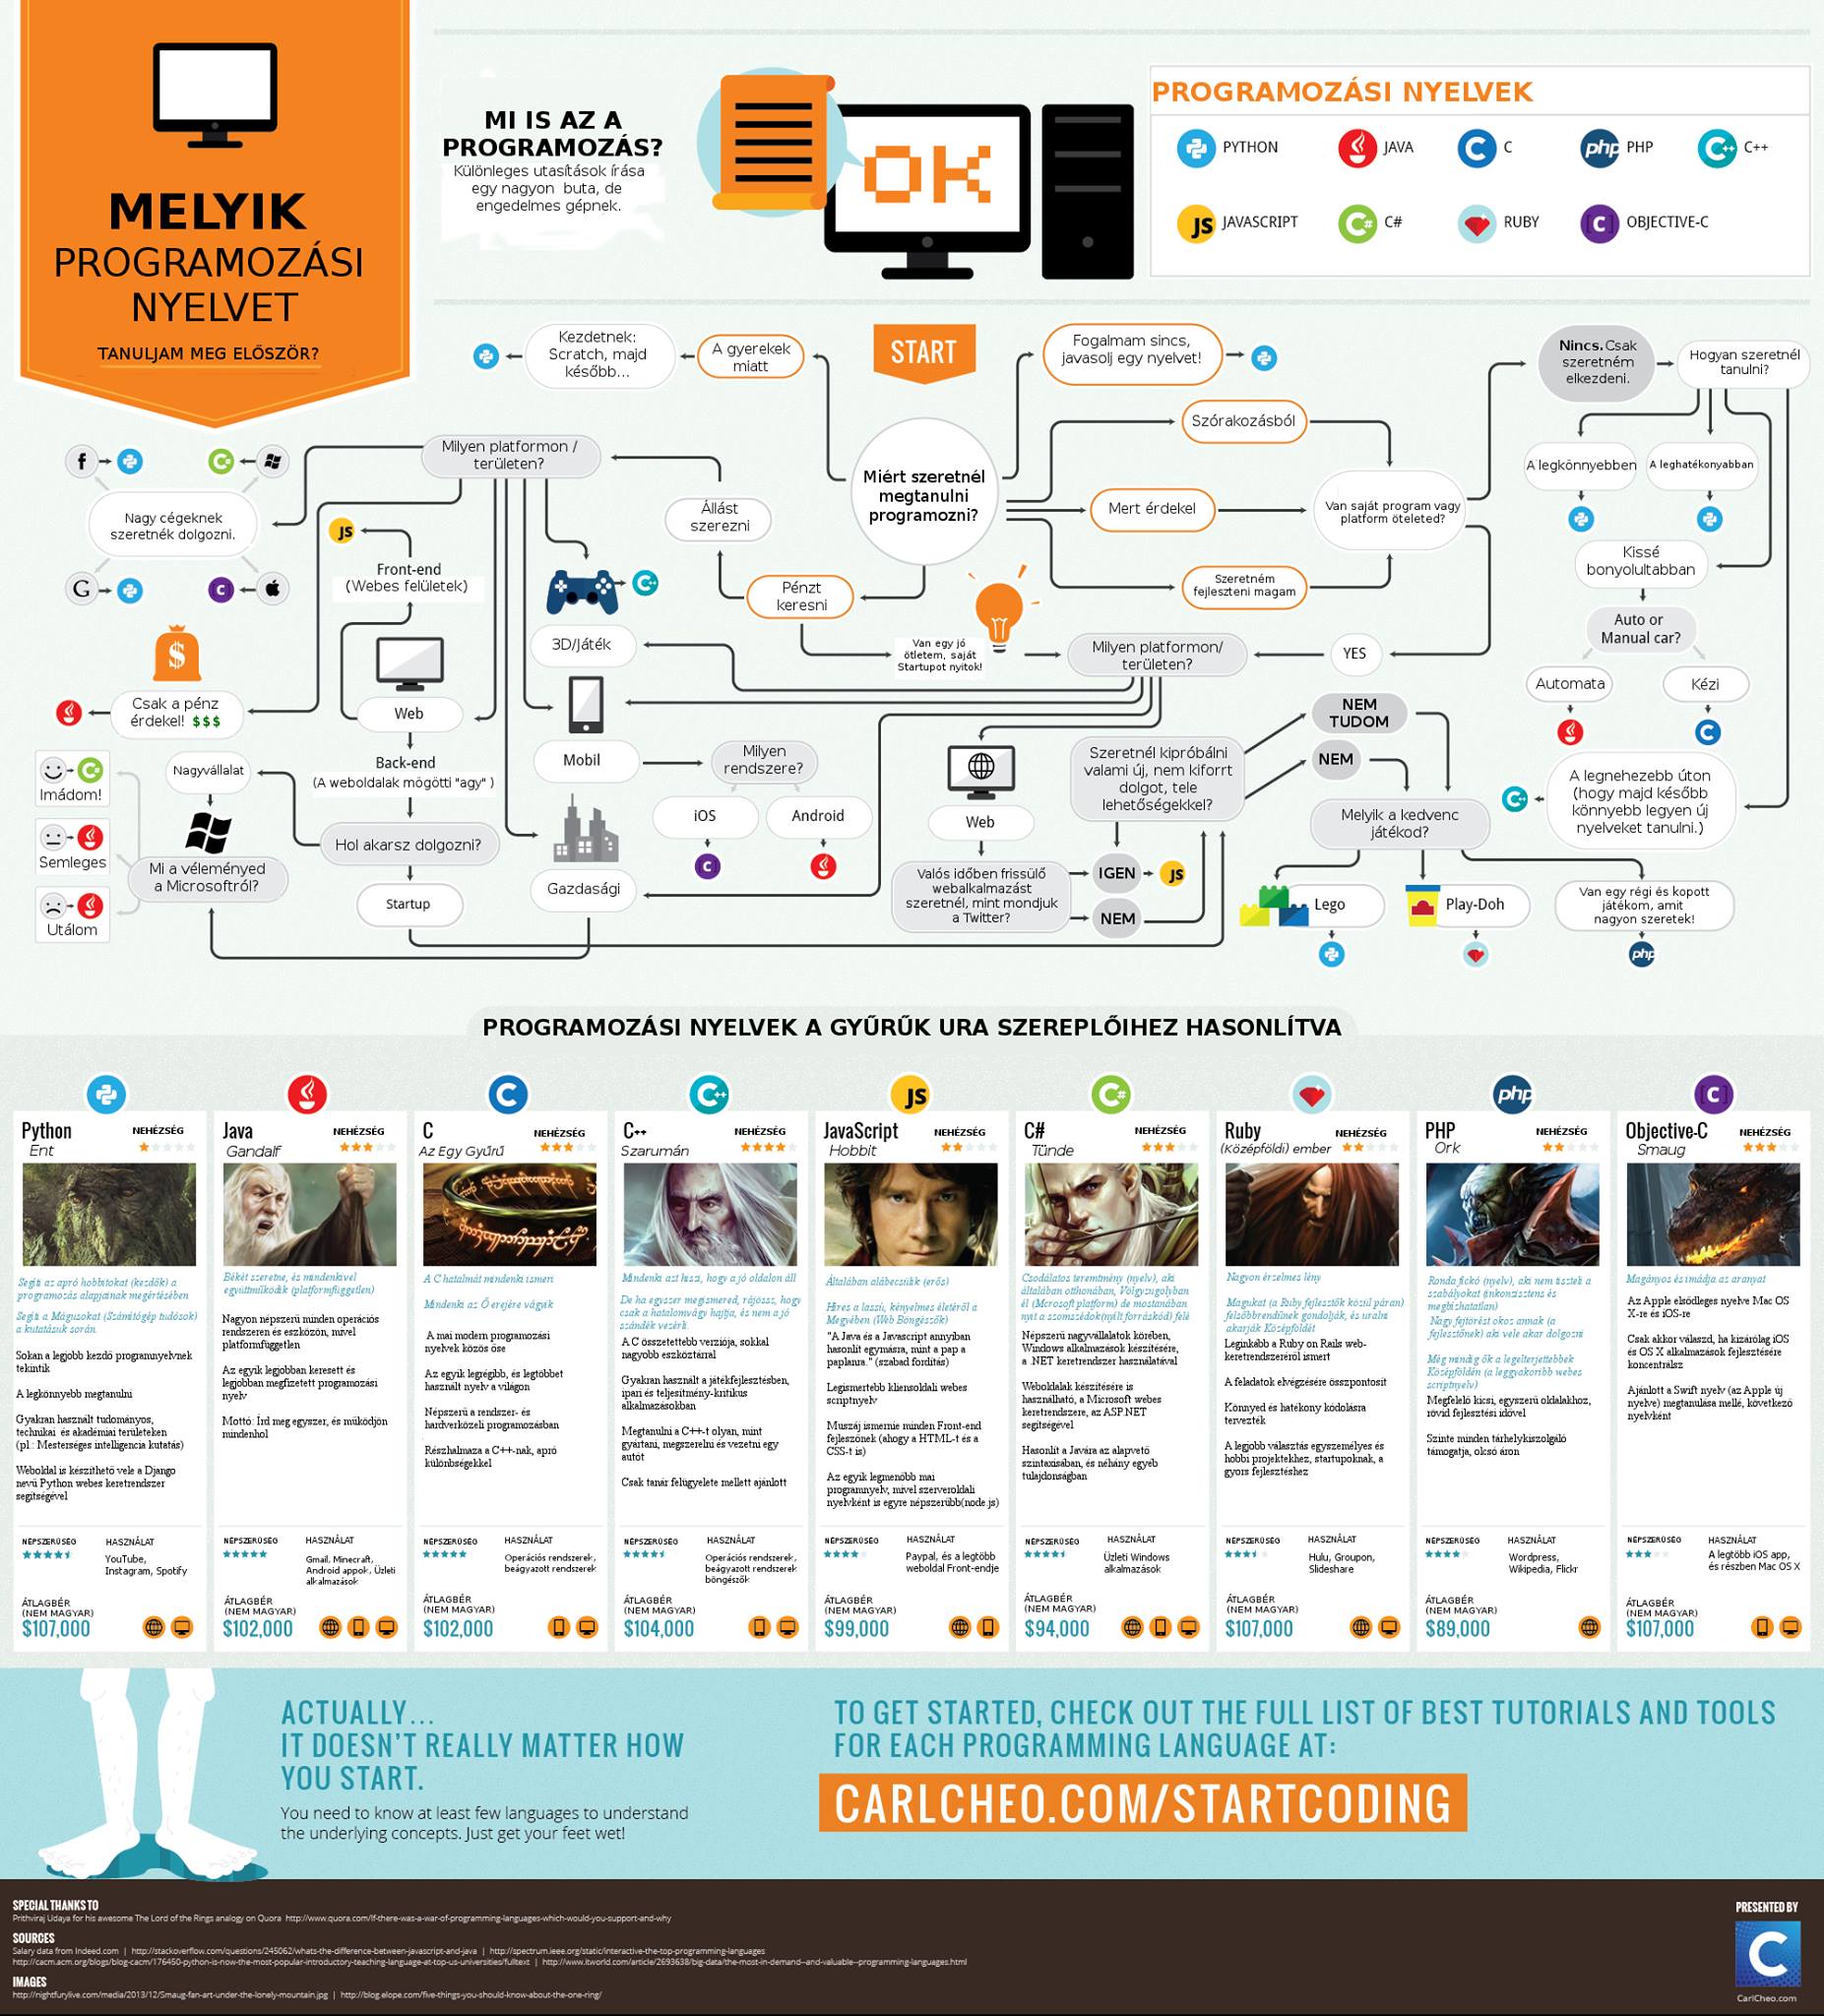 MELYIK
PROGRAMOZÁSI
NYELVET
TANULJAM MEG ELŐSZÖR?
MI IS AZ A
PROGRAMOZÁS?
Különleges utasítások írása
egy nagyon buta, de
engedelmes gépnek.
OK
PROGRAMOZÁSI NYELVEK
PYTHON
JAVA
C
php PHP
C++ C++
JS JAVASCRIPT
C# C#
RUBY
[C] OBJECTIVE-C
START
Kezdetnek:
Scratch, majd
később...
A gyerekek
miatt
Fogalmam sincs,
javasolj egy nyelvet!
Nincs. Csak
szeretném
elkezdeni.
Hogyan szeretnél
tanulni?
Szórakozásból
Miért szeretnél
megtanulni
programozni?
Milyen platformon /
területen?
Nagy cégeknek
szeretnék dolgozni.
Állást
szerezni
Mert érdekel
Van saját program vagy
platform öteleted?
A legkönnyebben
A leghatékonyabban
JS
Front-end
(Webes felületek)
Kissé
bonyolultabban
Pénzt
keresni
Szeretném
fejleszteni magam
Auto or
Manual car?
3D/Játék
Van egy jó
ötletem, saját
Startupot nyitok!
Milyen platformon/
területen?
YES
Automata
Kézi
Csak a pénz
érdekel! $$$
Web
NEM
TUDOM
NEM
Mobil
Milyen
rendszere?
Szeretnél kipróbálni
valami új, nem kiforrt
dolgot, tele
lehetőségekkel?
Imádom!
Nagyvállalat
Back-end
(A weboldalak mögötti "agy" )
A legnehezebb úton
(hogy majd később
könnyebb legyen új
nyelveket tanulni.)
iOS
Android
Web
Melyik a kedvenc
játékod?
Semleges
Mi a véleményed
a Microsoftról?
Hol akarsz dolgozni?
Gazdasági
Valós időben frissülő
webalkalmazást
szeretnél, mint mondjuk
a Twitter?
IGEN
JS
NEM
Utálom
Startup
Lego
Play-Doh
Van egy régi és kopott
játékom, amit
nagyon szeretek!
php
PROGRAMOZÁSI NYELVEK A GYŰRŰK URA SZEREPLŐIHEZ HASONLÍTVA
Python
NEHÉZSÉG
Ent
Segíti az apró hobbitokat (kezdők) a
programozás alapjainak megértésében
Segíti a Mágusokat (Számítógép tudósok)
a kutatásuk során
Sokan a legjobb kezdő programnyelvnek
tekintik
A legkönnyebb megtanulni
Gyakran használt tudományos,
technikai és akadémiai területeken
(pl.: Mesterséges intelligencia kutatás)
Weboldal is készíthető vele a Django
nevű Python webes keretrendszer
segítségével
NÉPSZERŰSÉG
HASZNÁLAT
YouTube,
Instagram, Spotify
ÁTLAGBÉR
(NEM MAGYAR)
$107,000
Java
NEHÉZSÉG
Gandalf
Békét szeretne, és mindenkivel
együttműködik (platformfüggetlen)
Nagyon népszerű minden operációs
rendszeren és eszközön, mivel
platformfüggetlen
Az egyik legjobban keresett és
legjobban megfizetett programozási
nyelv
Mottó: Írd meg egyszer, és működjön
mindenhol
NÉPSZERŰSÉG
HASZNÁLAT
Gmail, Minecraft,
Android appok, Üzleti
alkalmazások
ÁTLAGBÉR
(NEM MAGYAR)
$102,000
C
NEHÉZSÉG
Az Egy Gyűrű
A C hatalmát mindenki ismeri
Mindenki az Ő erejére vágyik
A mai modern programozási
nyelvek közös őse
Az egyik legrégibb, és legtöbbet
használt nyelv a világon
Népszerű a rendszer- és
hardverközeli programozásban
Részhalmaza a C++-nak, apró
különbségekkel
NÉPSZERŰSÉG
HASZNÁLAT
Operációs rendszerek,
beágyazott rendszerek
ÁTLAGBÉR
(NEM MAGYAR)
$102,000
C++
NEHÉZSÉG
Szarumán
Mindenki azt hiszi, hogy a jó oldalon áll
De ha egyszer megismered, rájössz, hogy
csak a hatalomvágy hajtja, és nem a jó
szándék vezérli.
A C összetettebb verziója, sokkal
nagyobb eszköztárral
Gyakran használt a játékfejlesztésben,
ipari és teljesítmény-kritikus
alkalmazásokban
Megtanulni a C++-t olyan, mint
gyártani, megszerelni és vezetni egy
autót
Csak tanár felügyelete mellett ajánlott
NÉPSZERŰSÉG
HASZNÁLAT
Operációs rendszerek,
beágyazott rendszerek
böngészők
ÁTLAGBÉR
(NEM MAGYAR)
$104,000
JavaScript
NEHÉZSÉG
Hobbit
Általában alábecsülik (erős)
Híres a lassú, kényelmes életéről a
Megyében (Web Böngészők)
"A Java és a Javascript annyiban
hasonlít egymásra, mint a pap a
paplanra." (szabad fordítás)
Legismertebb kliensoldali webes
scriptnyelv
Muszáj ismernie minden Front-end
fejlesztőnek (ahogy a HTML-t és a
CSS-t is)
Az egyik legmenőbb mai
programnyelv, mivel szerveroldali
nyelvként is egyre népszerűbb(node.js)
NÉPSZERŰSÉG
HASZNÁLAT
Paypal, és a legtöbb
weboldal Front-endje
ÁTLAGBÉR
(NEM MAGYAR)
$99,000
C#
NEHÉZSÉG
Tünde
Csodálatos teremtmény (nyelv), aki
általában otthonában, Völgyzugolyban
él (Microsoft platform) de mostanában
nyit a szomszédok(nyílt forráskód) felé
Népszerű nagyvállalatok körében,
Windows alkalmazások készítésére,
a .NET keretrendszer használatával
Weboldalak készítésére is
használható, a Microsoft webes
keretrendszere, az ASP.NET
segítségével
Hasonlít a Javára az alapvető
szintaxisában, és néhány egyéb
tulajdonságban
NÉPSZERŰSÉG
HASZNÁLAT
Üzleti Windows
alkalmazások
ÁTLAGBÉR
(NEM MAGYAR)
$94,000
Ruby
NEHÉZSÉG
(Középföldi) ember
Nagyon érzelmes lény
Magukat (a Ruby fejlesztők közül páran)
felsőbbrendűnek gondolják, és uralni
akarják Középföldét
Leginkább a Ruby on Rails web-
keretrendszeréről ismert
A feladatok elvégzésére összpontosít
Könnyed és hatékony kódolásra
tervezték
A legjobb választás egyszemélyes és
hobbi projektekhez, startupoknak, a
gyors fejlesztéshez
NÉPSZERŰSÉG
HASZNÁLAT
Hulu, Groupon,
Slideshare
ÁTLAGBÉR
(NEM MAGYAR)
$107,000
PHP
NEHÉZSÉG
Ork
Ronda fickó (nyelv), aki nem tiszteli a
szabályokat (inkonzisztens és
megbízhatatlan)
Nagy fejtörést okoz annak (a
fejlesztőnek) aki vele akar dolgozni
Még mindig ők a legelterjettebbek
Középföldén (a leggyakoribb webes
scriptnyelv)
Megfelelő kicsi, egyszerű oldalakhoz,
rövid fejlesztési idővel
Szinte minden tárhelykiszolgáló
támogatja, olcsó áron
NÉPSZERŰSÉG
HASZNÁLAT
Wordpress,
Wikipedia, Flickr
ÁTLAGBÉR
(NEM MAGYAR)
$89,000
Objective-C
NEHÉZSÉG
Smaug
Magányos és imádja az aranyat
Az Apple elsődleges nyelve Mac OS
X-re és iOS-re
Csak akkor válaszd, ha kizárólag iOS
és OS X alkalmazások fejlesztésére
koncentrálsz
Ajánlott a Swift nyelv (az Apple új
nyelve) megtanulása mellé, következő
nyelvként
NÉPSZERŰSÉG
HASZNÁLAT
A legtöbb iOS app,
és részben Mac OS X
ÁTLAGBÉR
(NEM MAGYAR)
$107,000
ACTUALLY...
IT DOESN'T REALLY MATTER HOW
YOU START.
You need to know at least few languages to understand
the underlying concepts. Just get your feet wet!
TO GET STARTED, CHECK OUT THE FULL LIST OF BEST TUTORIALS AND TOOLS
FOR EACH PROGRAMMING LANGUAGE AT:
CARLCHEO.COM/STARTCODING
SPECIAL THANKS TO
Prithviraj Udaya for his awesome The Lord of the Rings analogy on Quora http://www.quora.com/If-there-was-a-war-of-programming-languages-which-would-you-support-and-why
SOURCES
Salary data from Indeed.com | http://stackoverflow.com/questions/245062/whats-the-difference-between-javascript-and-java | http://spectrum.ieee.org/static/interactive-the-top-programming-languages
http://cacm.acm.org/blogs/blog-cacm/176450-python-is-now-the-most-popular-introductory-teaching-language-at-top-us-universities/fulltext | http://www.itworld.com/article/2693638/big-data/the-most-in-demand--and-valuable--programming-languages.html
IMAGES
http://nightfurylive.com/media/2013/12/Smaug-fan-art-under-the-lonely-mountain.jpg | http://blog.elope.com/five-things-you-should-know-about-the-one-ring/
PRESENTED BY
C
CarlCheo.com